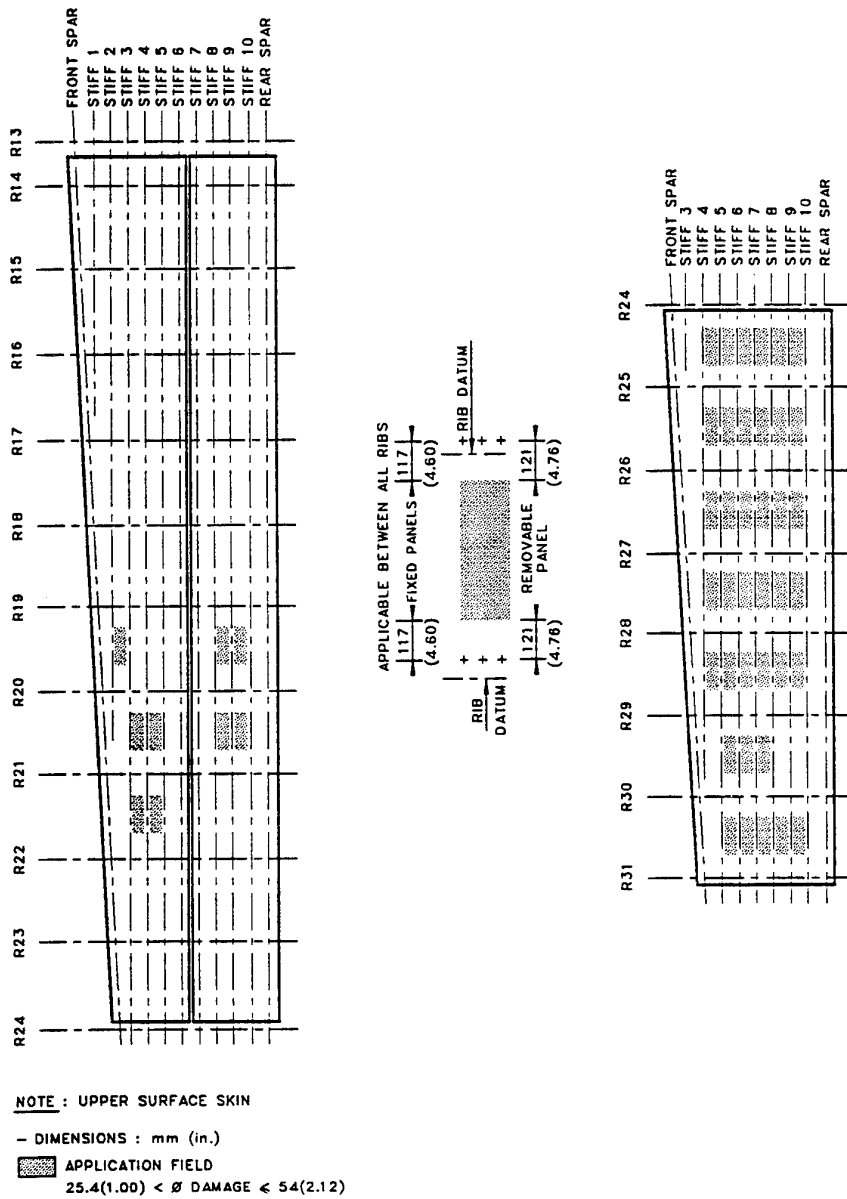 FRONT SPAR
STIFF 1
STIFF 2
STIFF 3
STIFF 4
STIFF 5
STIFF 6
STIFF 7
STIFF 8
STIFF 9
STIFF 10
REAR SPAR
R13
R14
R15
R16
R17
R18
R19
R20
R21
R22
R23
R24
APPLICABLE BETWEEN ALL RIBS
117
(4.60)
FIXED PANELS
117
(4.60)
RIB DATUM
RIB
DATUM
121
(4.76)
REMOVABLE
PANEL
121
(4.76)
FRONT SPAR
STIFF 3
STIFF 4
STIFF 5
STIFF 6
STIFF 7
STIFF 8
STIFF 9
STIFF 10
REAR SPAR
R24
R25
R26
R27
R28
R29
R30
R31
NOTE : UPPER SURFACE SKIN
– DIMENSIONS : mm (in.)
APPLICATION FIELD
25.4(1.00) < Ø DAMAGE ⩽ 54(2.12)